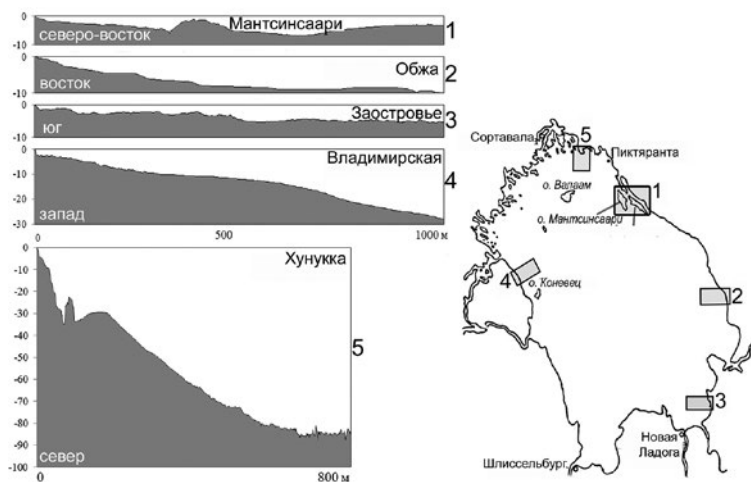 0
-10
Мантсинсаари
северо-восток
1
0
-10
Обжа
восток
2
0
-10
Заостровье
юг
3
0
-10
-20
-30
Владимирская
запад
4
0
500
1000 м
0
-10
-20
-30
-40
-50
-60
-70
-80
-90
-100
Хунукка
север
5
0
800 м
Сортавала
5
Пиктяранта
о. Валаам
1
о. Мантсинсаари
4
о. Коневец
2
3
Новая
Ладога
Шлиссельбург